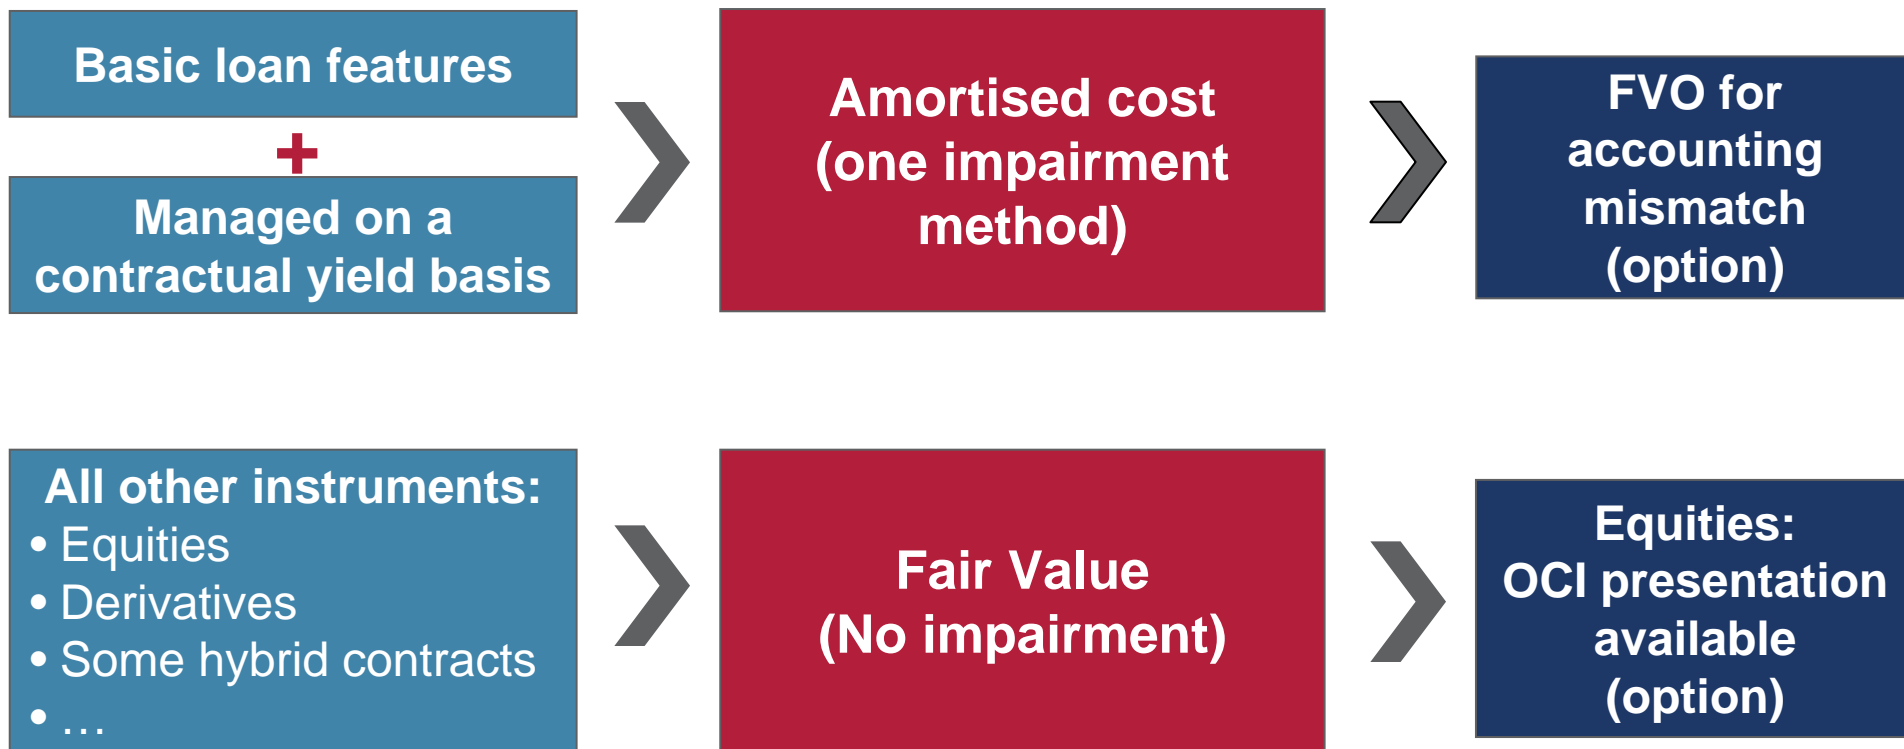 Basic loan features
+
Managed on a
contractual yield basis
Amortised cost
(one impairment
method)
FVO for
accounting
mismatch
(option)
All other instruments:
• Equities
• Derivatives
• Some hybrid contracts
• …
Fair Value
(No impairment)
Equities:
OCI presentation
available
(option)